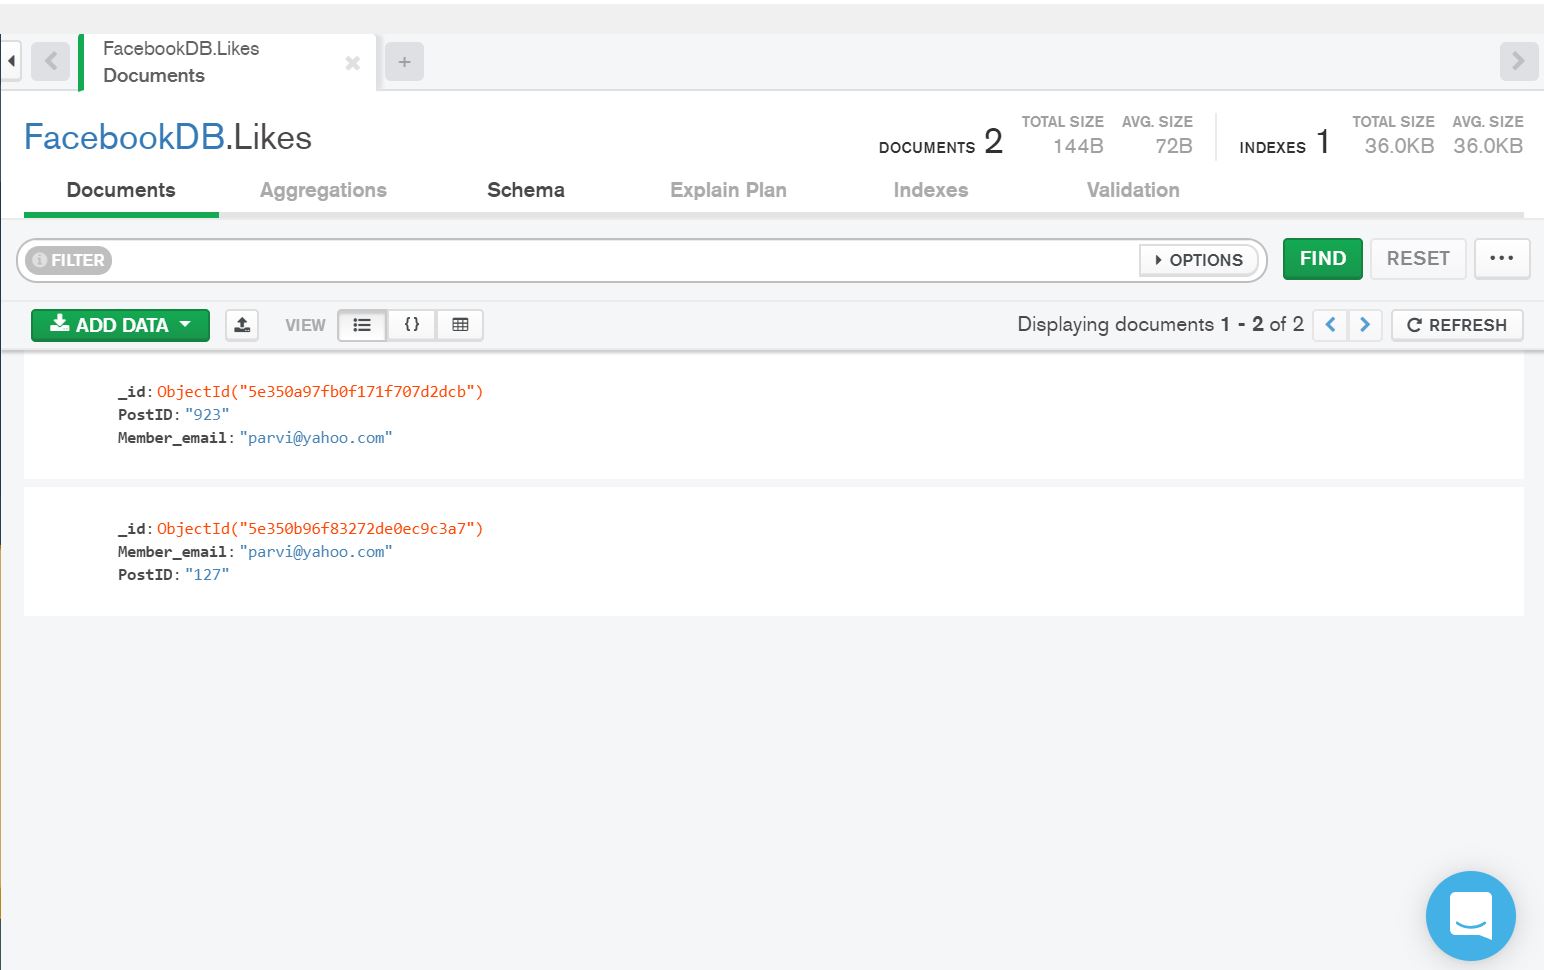 FacebookDB.Likes
Documents
FacebookDB.Likes
DOCUMENTS 2 TOTAL SIZE 144B AVG. SIZE 72B INDEXES 1 TOTAL SIZE 36.0KB AVG. SIZE 36.0KB
Documents Aggregations Schema Explain Plan Indexes Validation
FILTER OPTIONS FIND RESET ...
ADD DATA VIEW {} Displaying documents 1 - 2 of 2 REFRESH
_id: ObjectId("5e350a97fb0f171f707d2dcb")
PostID: "923"
Member_email: "parvi@yahoo.com"
_id: ObjectId("5e350b96f83272de0ec9c3a7")
Member_email: "parvi@yahoo.com"
PostID: "127"